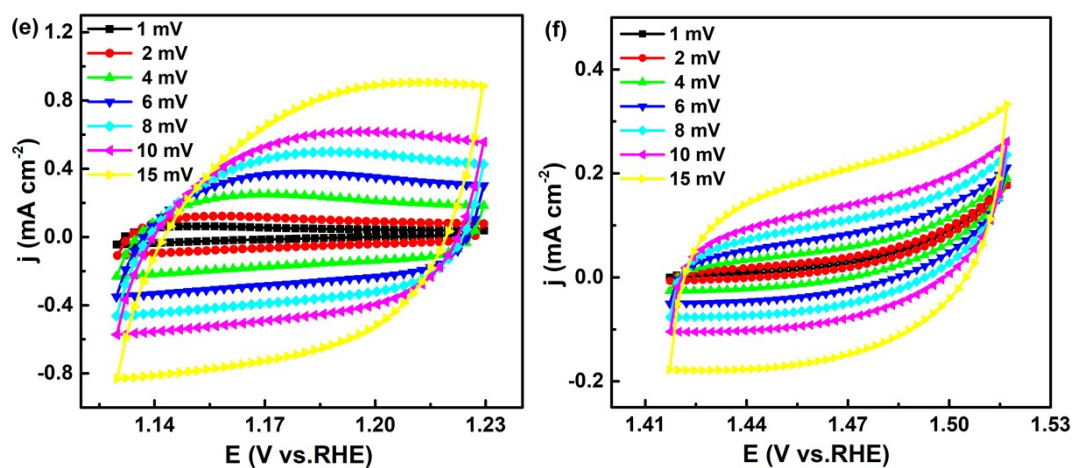 (e)
1 mV
2 mV
4 mV
6 mV
8 mV
10 mV
15 mV
1.2
0.8
0.4
0.0
-0.4
-0.8
j (mA cm-2)
1.14
1.17
1.20
1.23
E (V vs.RHE)
(f)
1 mV
2 mV
4 mV
6 mV
8 mV
10 mV
15 mV
0.4
0.2
0.0
-0.2
j (mA cm-2)
1.41
1.44
1.47
1.50
1.53
E (V vs.RHE)